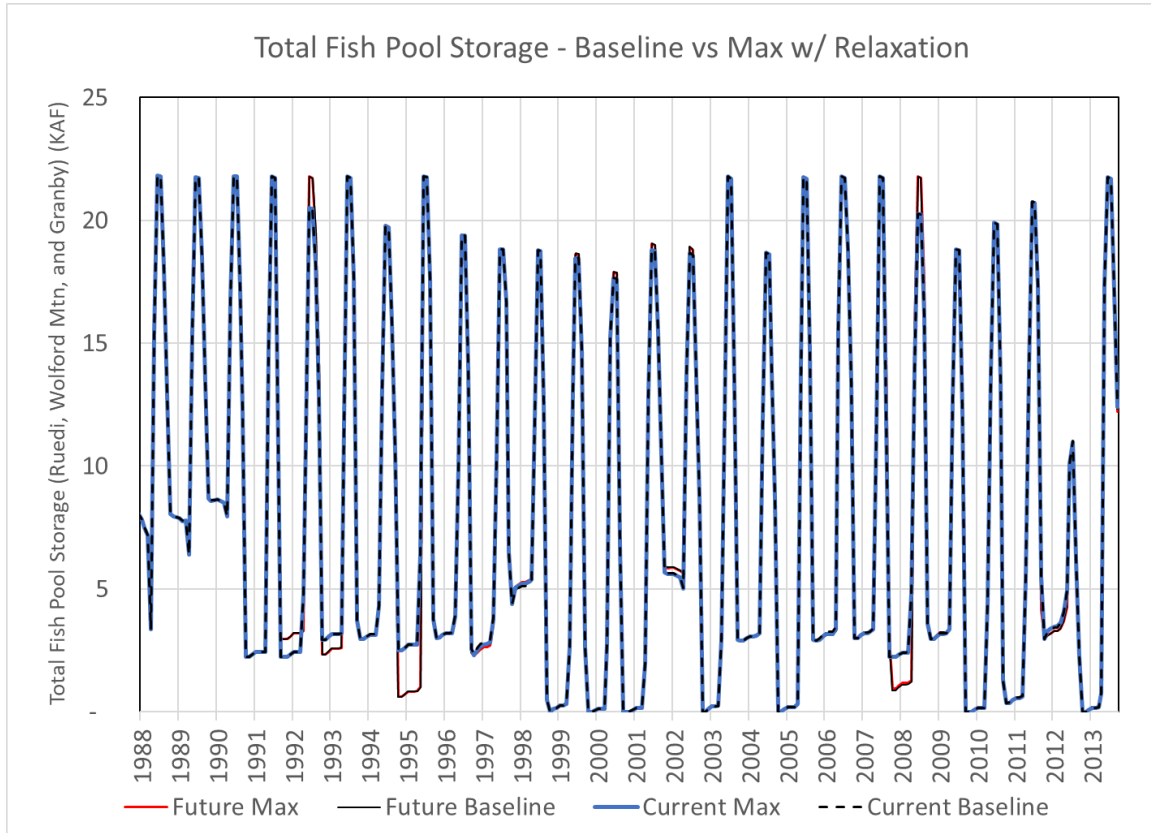 Total Fish Pool Storage - Baseline vs Max w/ Relaxation
Total Fish Pool Storage (Ruedi, Wolford Mtn, and Granby) (KAF)
25
20
15
10
5
-
1988 1989 1990 1991 1992 1993 1994 1995 1996 1997 1998 1999 2000 2001 2002 2003 2004 2005 2006 2007 2008 2009 2010 2011 2012 2013
Future Max Future Baseline Current Max Current Baseline